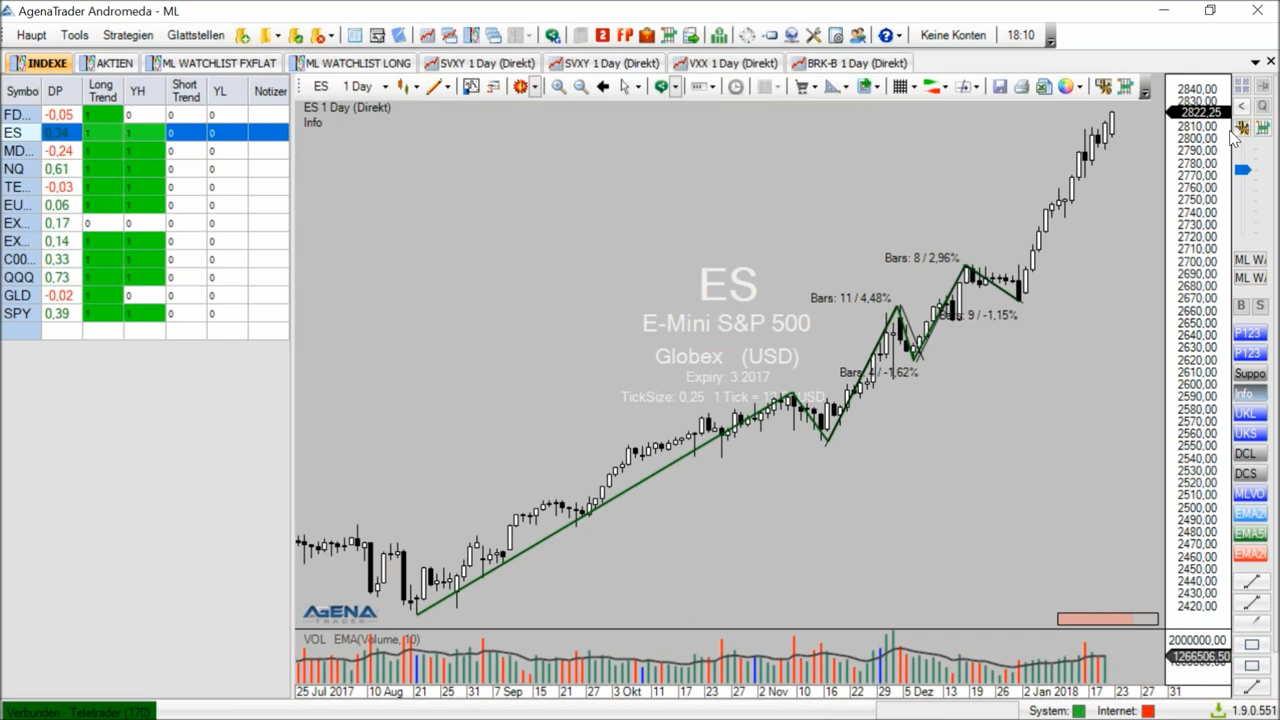 AgenaTrader Andromeda - ML
Haupt Tools Strategien Glattstellen Keine Konten 18:10
INDEXE AKTIEN ML WATCHLIST FXFLAT ML WATCHLIST LONG SVXY 1 Day (Direkt) SVXY 1 Day (Direkt) VXX 1 Day (Direkt) BRK-B 1 Day (Direkt)
Symbo DP Long Trend YH Short Trend YL Notizer
FD... -0,05 1 0 0 0
ES 0,34 1 1 0 0
MD... -0,24 1 1 0 0
NQ 0,61 1 1 0 0
TE... -0,03 1 1 0 0
EU... 0,06 1 1 0 0
EX... 0,17 0 0 0 0
EX... 0,14 1 1 0 0
C00... 0,33 1 1 0 0
QQQ 0,73 1 1 0 0
GLD -0,02 1 0 0 0
SPY 0,39 1 1 0 0
ES 1 Day
ES 1 Day (Direkt)
Info
ES
E-Mini S&P 500
Globex (USD)
Expiry: 3.2017
TickSize: 0,25 1 Tick =
Bars: 8 / 2,96%
Bars: 11 / 4,48%
Bars: 9 / -1,15%
Bars: 4 / -1,62%
AGENA
TRADER
2840,00
2830,00
2822,25
2810,00
2800,00
2790,00
2780,00
2770,00
2760,00
2750,00
2740,00
2730,00
2720,00
2710,00
2700,00
2690,00
2680,00
2670,00
2660,00
2650,00
2640,00
2630,00
2620,00
2610,00
2600,00
2590,00
2580,00
2570,00
2560,00
2550,00
2540,00
2530,00
2520,00
2510,00
2500,00
2490,00
2480,00
2470,00
2460,00
2450,00
2440,00
2430,00
2420,00
ML W
ML W
B S
P123
P123
Suppo
Info
UKL
UKS
DCL
DCS
MLVO
EMA2
EMA5
EMA2
VOL EMA(Volume, 10)
2000000,00
1266506,50
25 Jul 2017 10 Aug 21 25 31 7 Sep 15 21 27 3 Okt 11 17 23 27 2 Nov 10 16 22 29 5 Dez 13 19 26 2 Jan 2018 17 23 27 31
Verbunden - Teletrader (170) System: Internet: 1.9.0.551